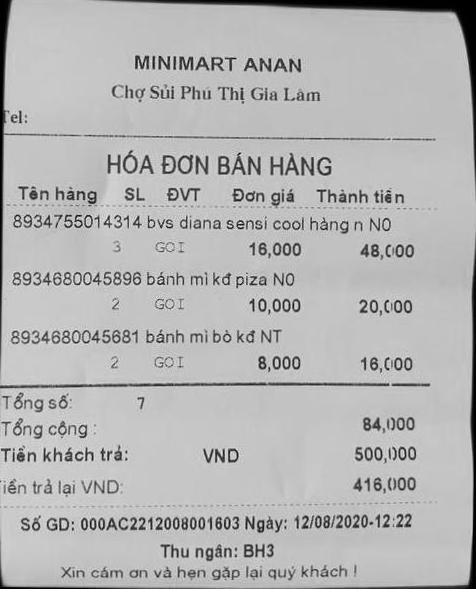 MINIMART ANAN
Chợ Sủi Phú Thị Gia Lâm
Tel:
HÓA ĐƠN BÁN HÀNG
Tên hàng SL ĐVT Đơn giá Thành tiền
8934755014314 bvs diana sensi cool hàng n N0
3 GOI 16,000 48,000
8934680045896 bánh mì kđ piza N0
2 GOI 10,000 20,000
8934680045681 bánh mì bò kđ NT
2 GOI 8,000 16,000
Tổng số: 7
Tổng cộng : 84,000
Tiền khách trả: VND 500,000
Tiền trả lại VND: 416,000
Số GD: 000AC2212008001603 Ngày: 12/08/2020-12:22
Thu ngân: BH3
Xin cám ơn và hẹn gặp lại quý khách !